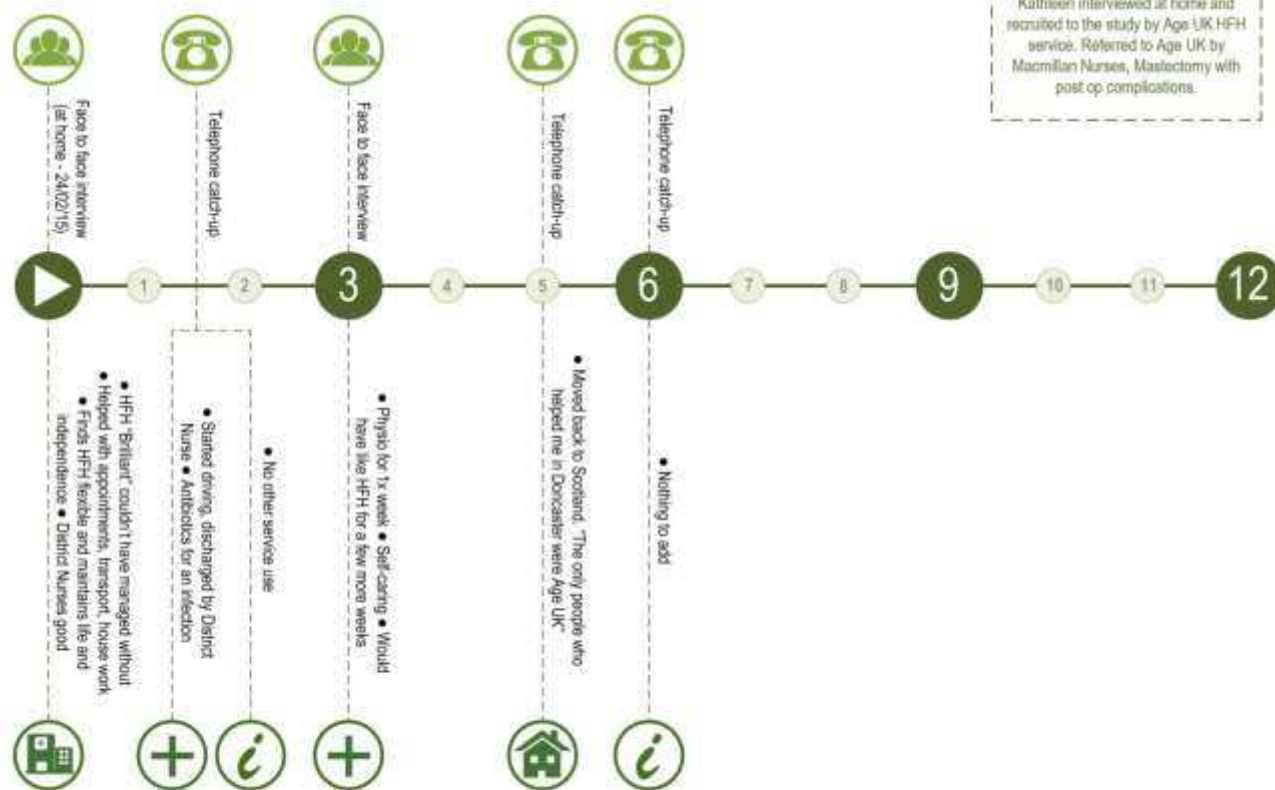 Kathleen interviewed at home and
recruited to the study by Age UK HFH
service. Referred to Age UK by
Macmillan Nurses, Mastectomy with
post op complications.
Face to face interview
(at home - 24/02/15)
Telephone catch-up
Face to face interview
Telephone catch-up
Telephone catch-up
1
2
3
4
5
6
7
8
9
10
11
12
● HFH "Brilliant" couldn't have managed without
● Helped with appointments, transport, house work
● Finds HFH flexible and maintains life and
independence ● District Nurses good
● Started driving, discharged by District
Nurse ● Antibiotics for an infection
● No other service use
● Physio for 1x week ● Self-caring ● Would
have like HFH for a few more weeks
● Moved back to Scotland. "The only people who
helped me in Doncaster were Age UK"
● Nothing to add
i
i